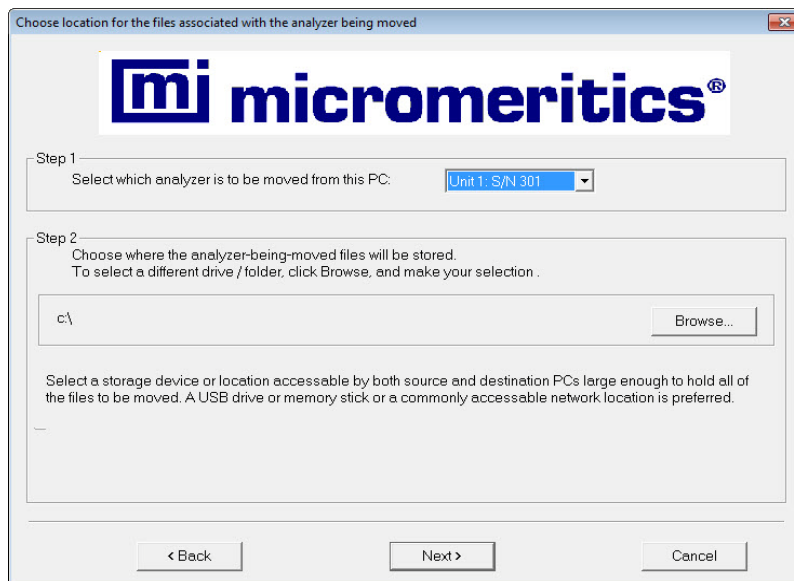 Choose location for the files associated with the analyzer being moved
mi micromeritics®
Step 1
Select which analyzer is to be moved from this PC:
Unit 1: S/N 301
Step 2
Choose where the analyzer-being-moved files will be stored.
To select a different drive / folder, click Browse, and make your selection .
c:\
Browse...
Select a storage device or location accessable by both source and destination PCs large enough to hold all of
the files to be moved. A USB drive or memory stick or a commonly accessable network location is preferred.
< Back
Next >
Cancel